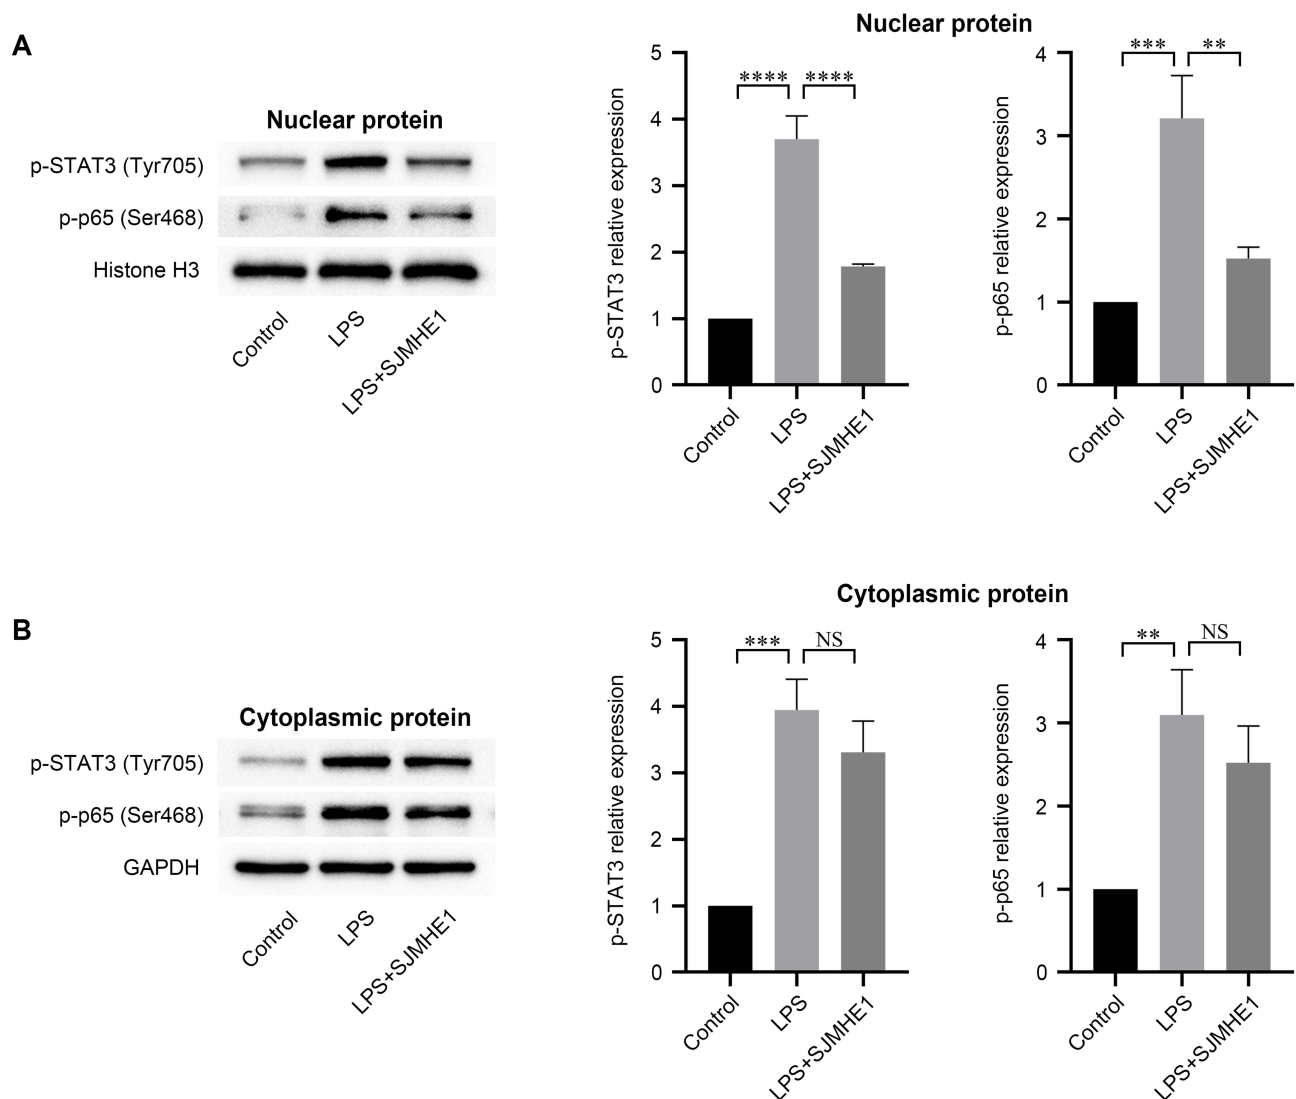 A
Nuclear protein
p-STAT3 (Tyr705)
p-p65 (Ser468)
Histone H3
Control
LPS
LPS+SJMHE1
Nuclear protein
p-STAT3 relative expression
5
4
3
2
1
0
****
****
Control
LPS
LPS+SJMHE1
p-p65 relative expression
4
3
2
1
0
***
**
Control
LPS
LPS+SJMHE1
B
Cytoplasmic protein
p-STAT3 (Tyr705)
p-p65 (Ser468)
GAPDH
Control
LPS
LPS+SJMHE1
Cytoplasmic protein
p-STAT3 relative expression
5
4
3
2
1
0
***
NS
Control
LPS
LPS+SJMHE1
p-p65 relative expression
4
3
2
1
0
**
NS
Control
LPS
LPS+SJMHE1